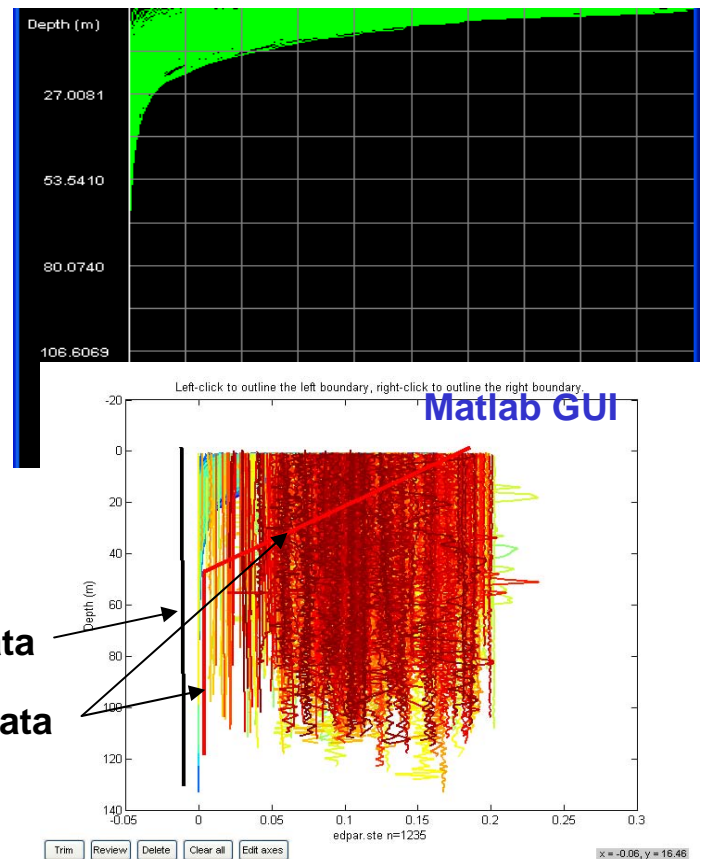 Depth (m)
27.0081
53.5410
80.0740
106.6069
Left-click to outline the left boundary, right-click to outline the right boundary.
Matlab GUI
-20
0
20
40
60
80
100
120
140
Depth (m)
ata
ata
-0.05
0
0.05
0.1
0.15
0.2
0.25
0.3
edpar.ste n=1235
Trim
Review
Delete
Clear all
Edit axes
x = -0.06, y = 16.46